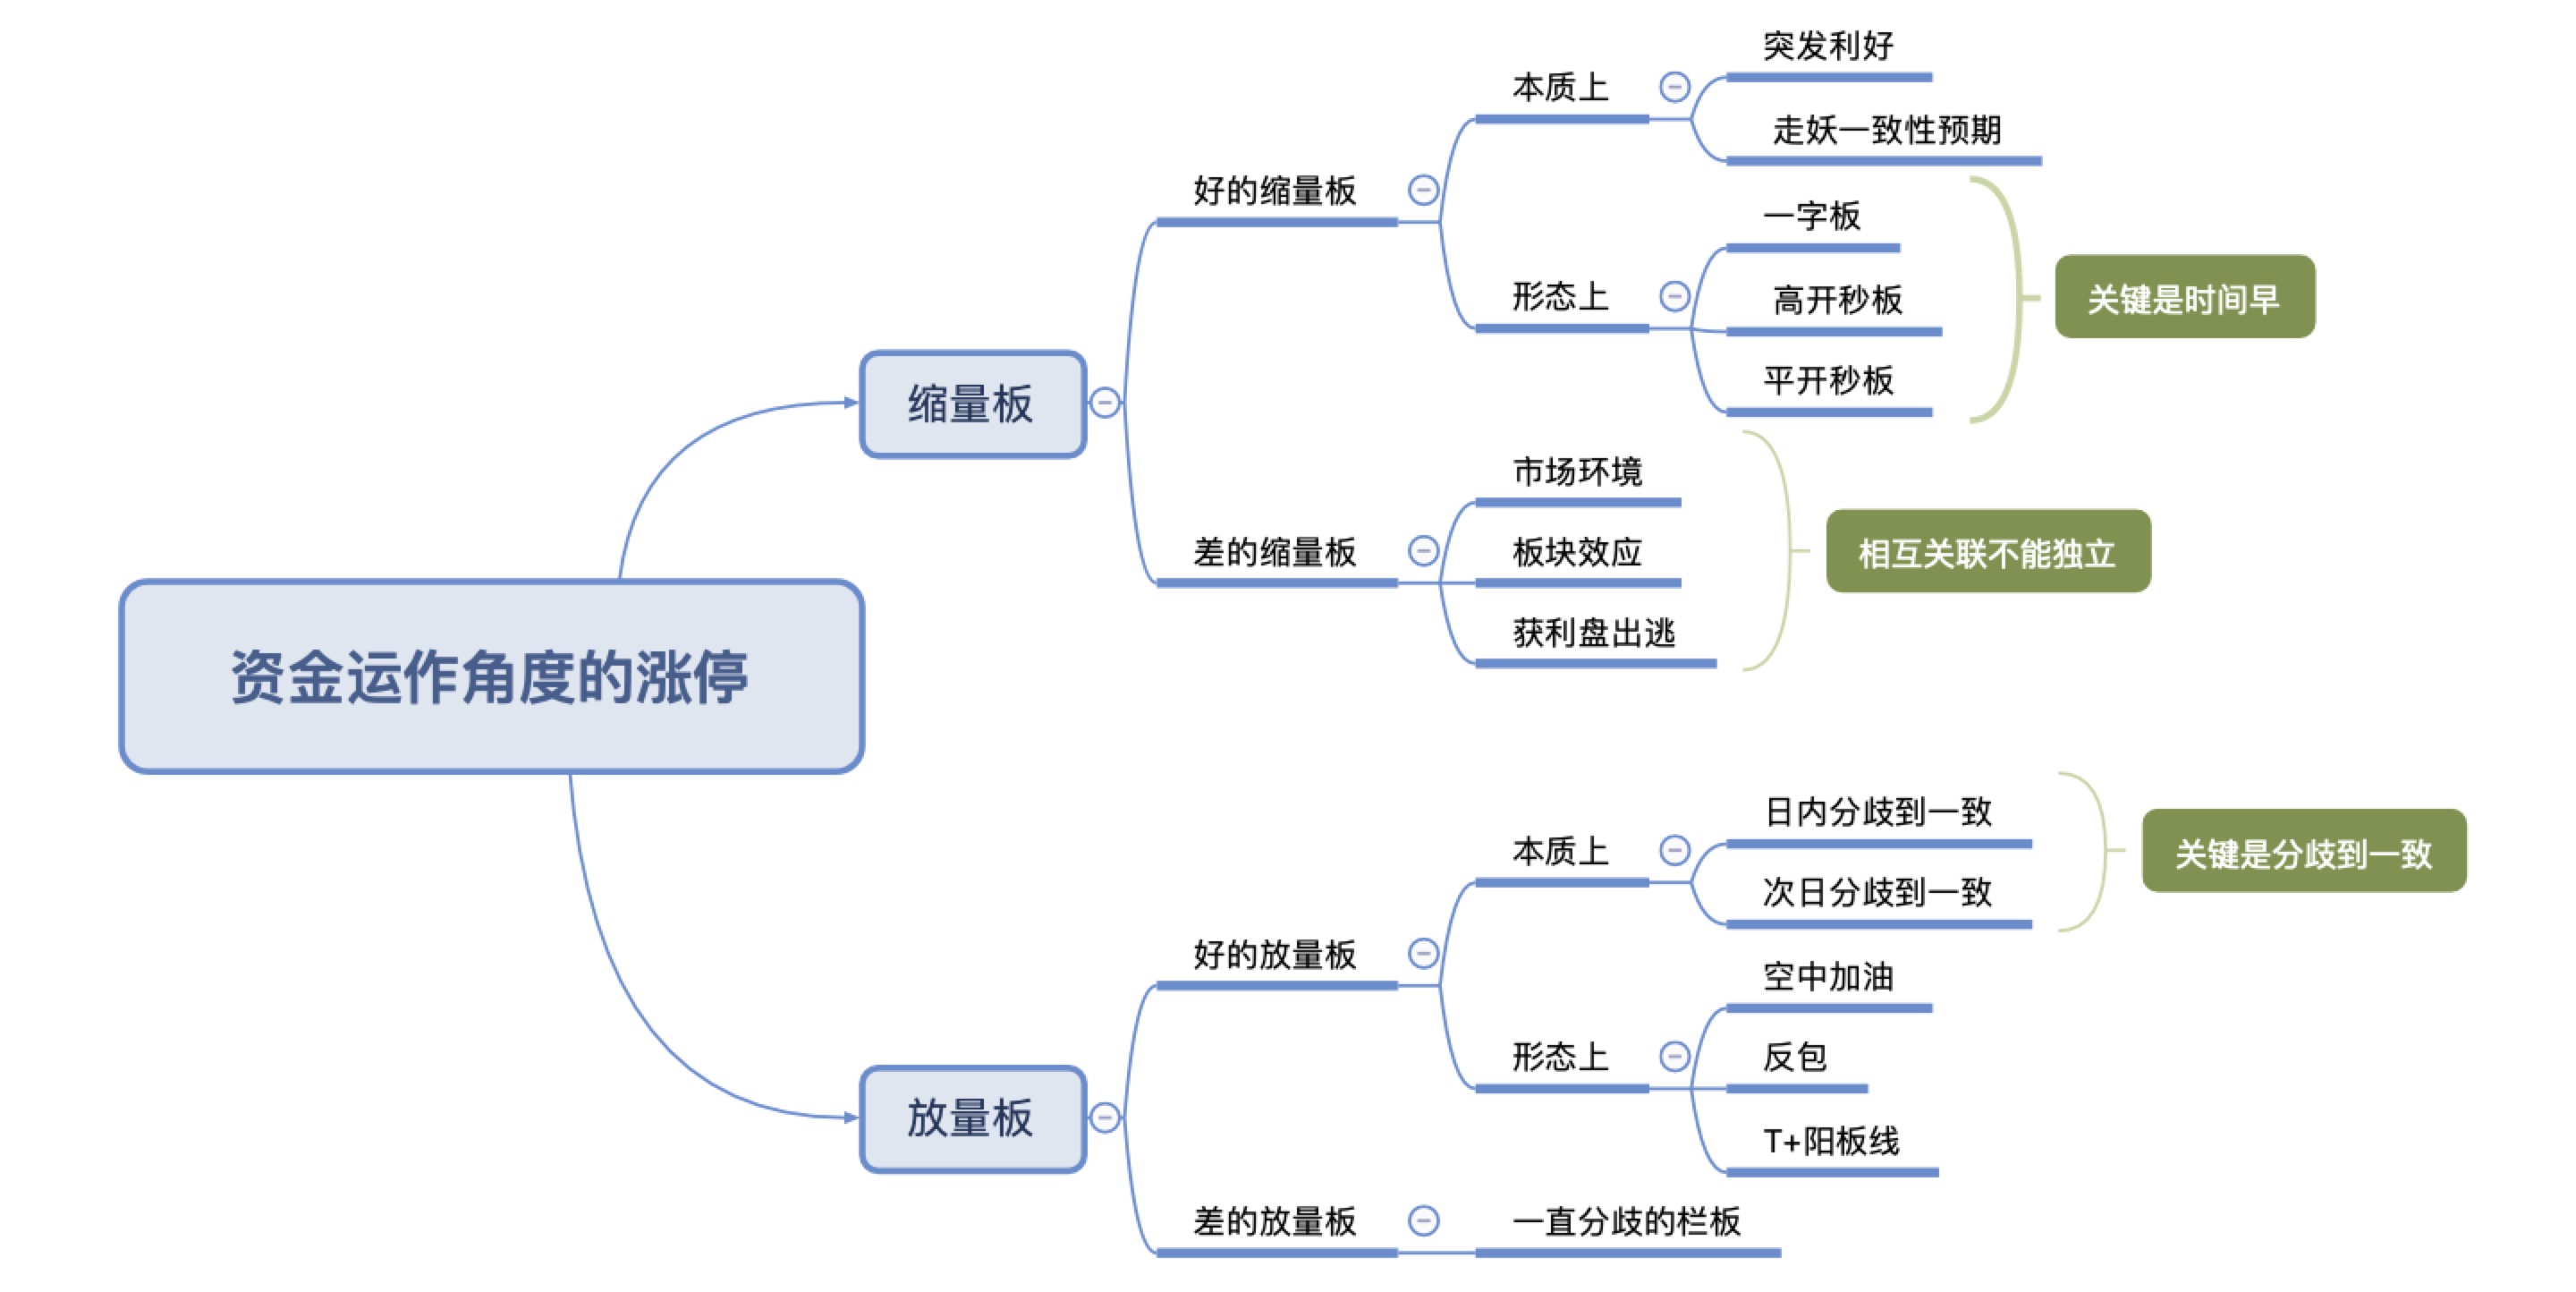 资金运作角度的涨停
缩量板
好的缩量板
本质上
突发利好
走妖一致性预期
形态上
一字板
高开秒板
平开秒板
关键是时间早
差的缩量板
市场环境
板块效应
获利盘出逃
相互关联不能独立
放量板
好的放量板
本质上
日内分歧到一致
次日分歧到一致
关键是分歧到一致
形态上
空中加油
反包
T+阳板线
差的放量板
一直分歧的栏板